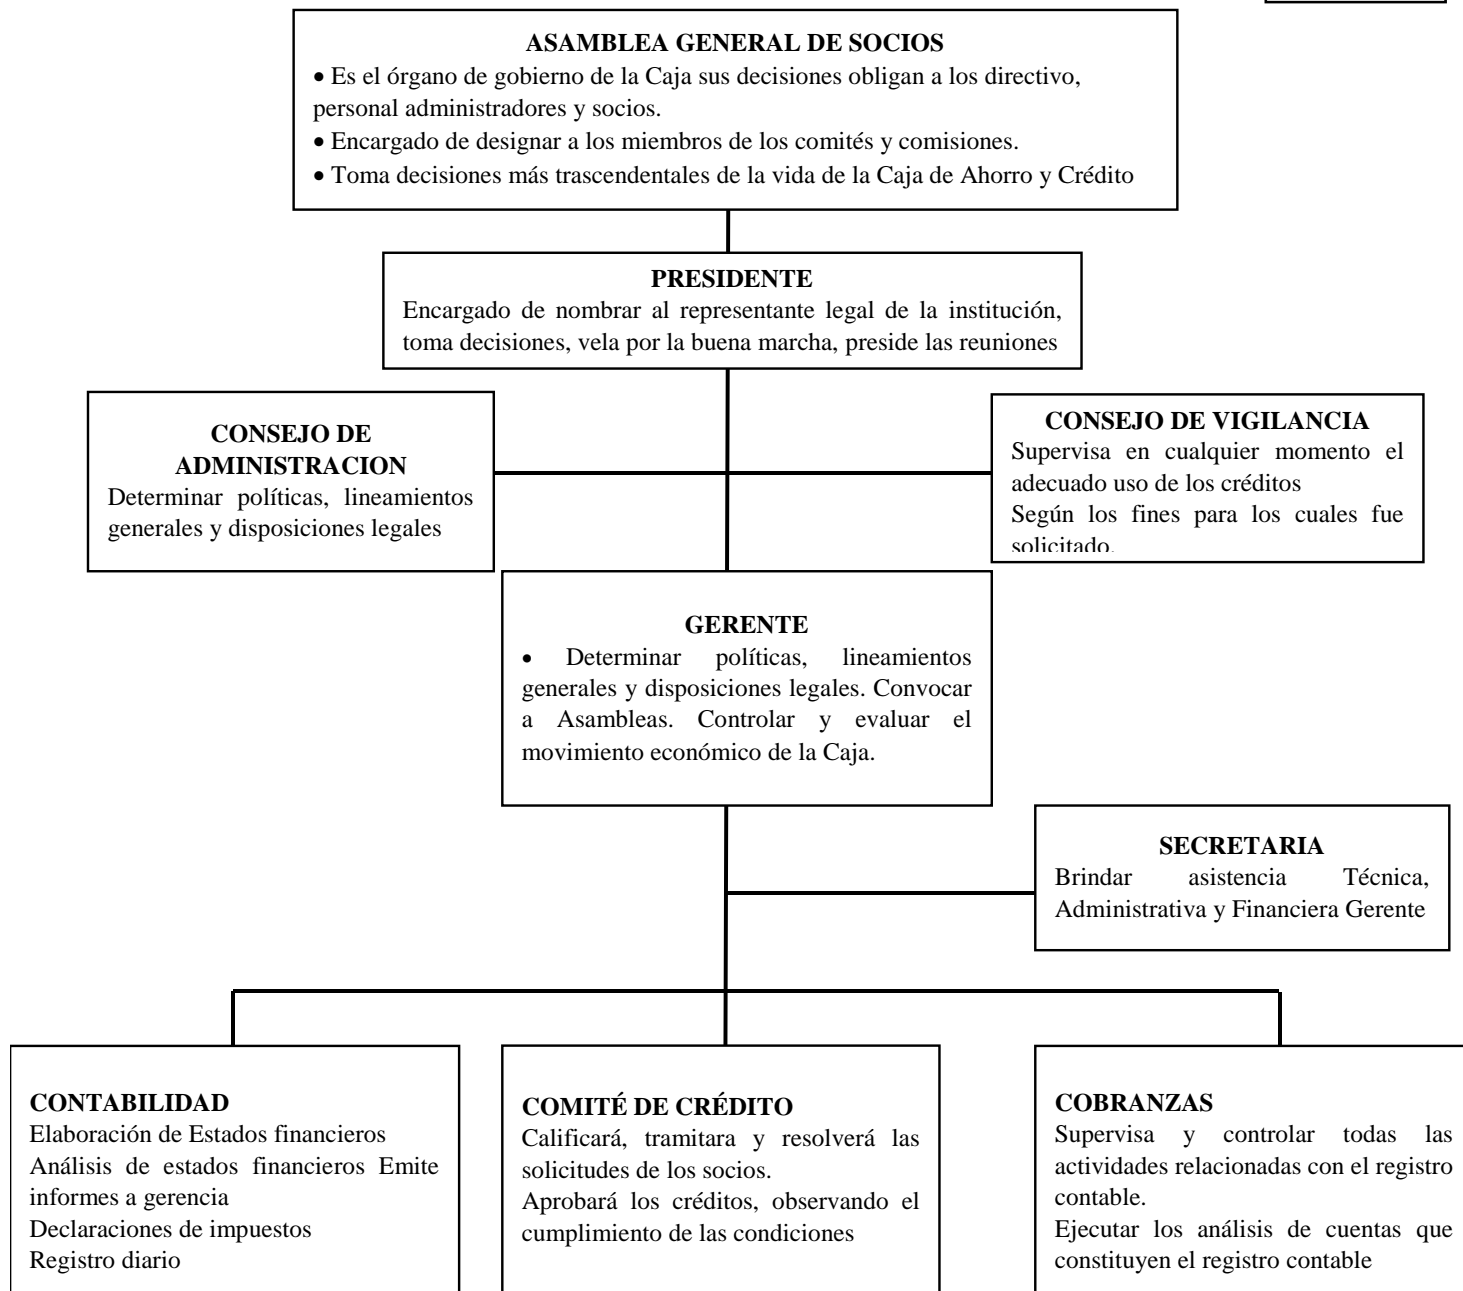 ASAMBLEA GENERAL DE SOCIOS
• Es el órgano de gobierno de la Caja sus decisiones obligan a los directivo,
personal administradores y socios.
• Encargado de designar a los miembros de los comités y comisiones.
• Toma decisiones más trascendentales de la vida de la Caja de Ahorro y Crédito
PRESIDENTE
Encargado de nombrar al representante legal de la institución,
toma decisiones, vela por la buena marcha, preside las reuniones
CONSEJO DE
ADMINISTRACION
Determinar políticas, lineamientos
generales y disposiciones legales
CONSEJO DE VIGILANCIA
Supervisa en cualquier momento el
adecuado uso de los créditos
Según los fines para los cuales fue
solicitado.
GERENTE
• Determinar políticas, lineamientos
generales y disposiciones legales. Convocar
a Asambleas. Controlar y evaluar el
movimiento económico de la Caja.
SECRETARIA
Brindar asistencia Técnica,
Administrativa y Financiera Gerente
CONTABILIDAD
Elaboración de Estados financieros
Análisis de estados financieros Emite
informes a gerencia
Declaraciones de impuestos
Registro diario
COMITÉ DE CRÉDITO
Calificará, tramitara y resolverá las
solicitudes de los socios.
Aprobará los créditos, observando el
cumplimiento de las condiciones
COBRANZAS
Supervisa y controlar todas las
actividades relacionadas con el registro
contable.
Ejecutar los análisis de cuentas que
constituyen el registro contable